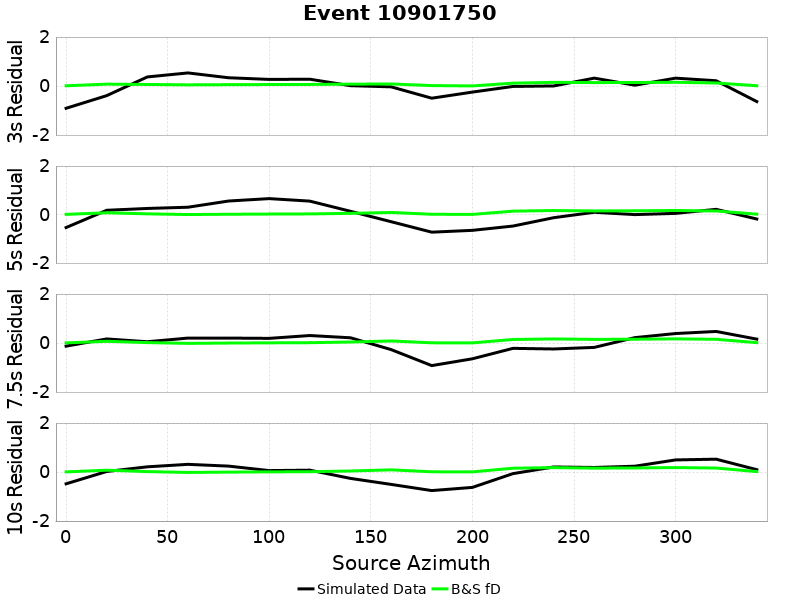 Event 10901750
3s Residual
2
0
-2
5s Residual
2
0
-2
7.5s Residual
2
0
-2
10s Residual
2
0
-2
0 50 100 150 200 250 300
Source Azimuth
Simulated Data B&S fD